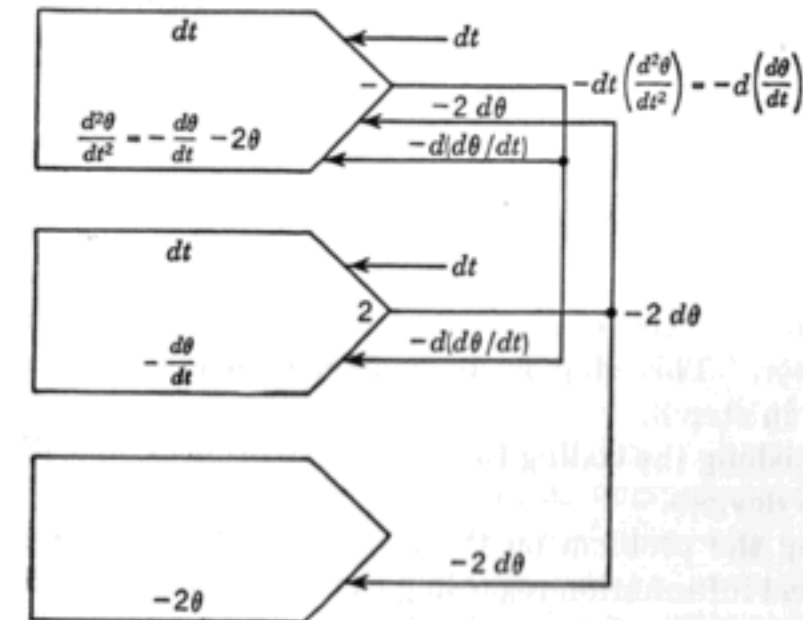 dt
dt
-
-dt(d²θ/dt²) = -d(dθ/dt)
-2 dθ
d²θ/dt² = -dθ/dt -2θ
-d(dθ/dt)
dt
dt
2
-2 dθ
-d(dθ/dt)
-dθ/dt
-2 dθ
-2θ